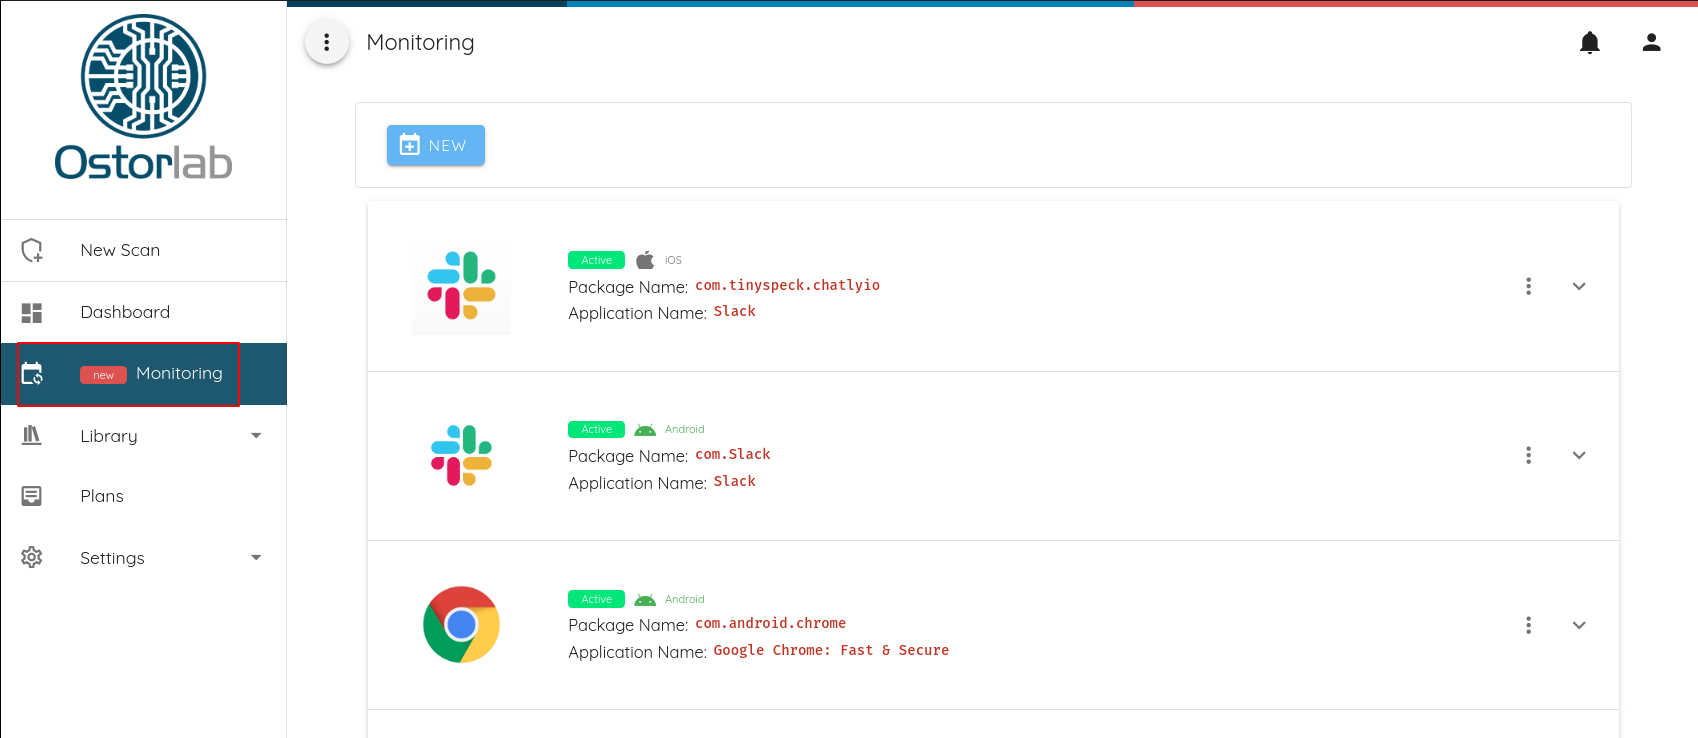 Ostorlab
New Scan
Dashboard
new Monitoring
Library
Plans
Settings
Monitoring
NEW
Active iOS
Package Name: com.tinyspeck.chatlyio
Application Name: Slack
Active Android
Package Name: com.Slack
Application Name: Slack
Active Android
Package Name: com.android.chrome
Application Name: Google Chrome: Fast & Secure